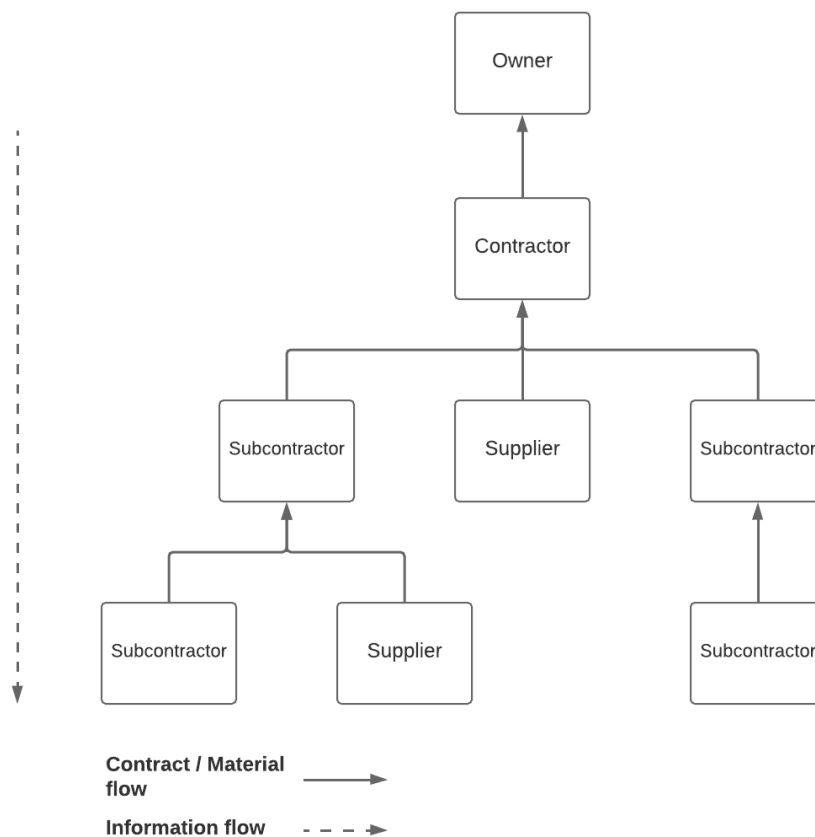 Owner
Contractor
Subcontractor
Supplier
Subcontractor
Subcontractor
Supplier
Subcontractor
Contract / Material
flow
Information flow